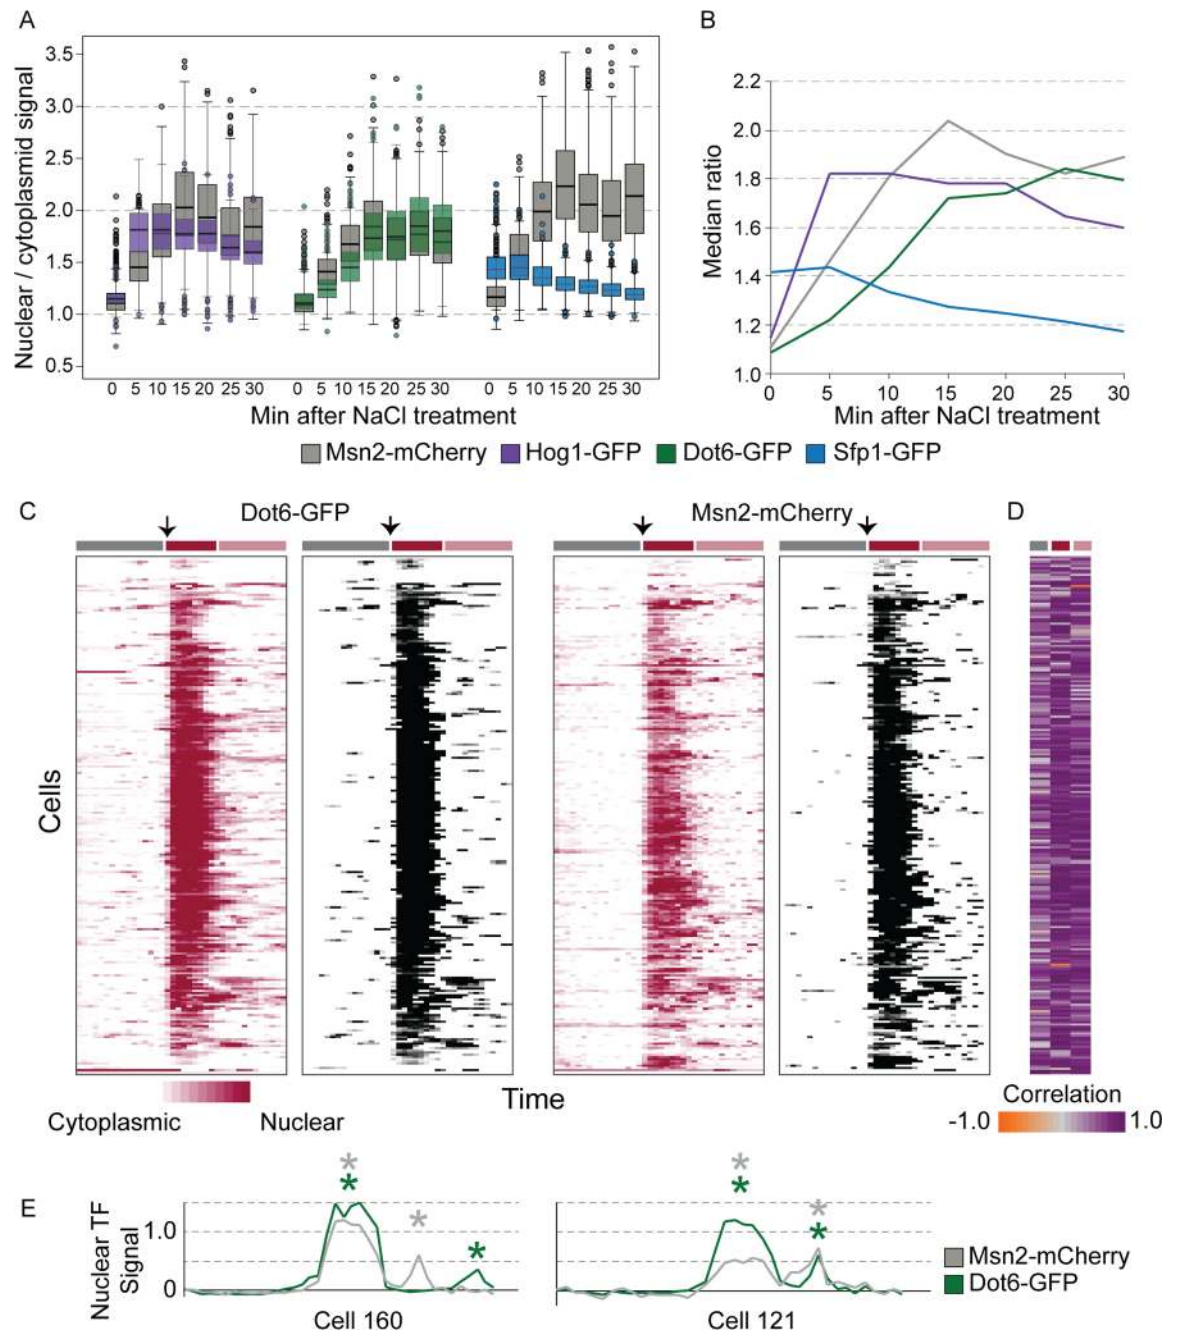 A
B
Nuclear / cytoplasmid signal
3.5
3.0
2.5
2.0
1.5
1.0
0.5
0 5 10 15 20 25 30 0 5 10 15 20 25 30 0 5 10 15 20 25 30
Min after NaCl treatment
Median ratio
2.2
2.0
1.8
1.6
1.4
1.2
1.0
0 5 10 15 20 25 30
Min after NaCl treatment
Msn2-mCherry Hog1-GFP Dot6-GFP Sfp1-GFP
C
Dot6-GFP
Msn2-mCherry
D
Cells
Time
Cytoplasmic Nuclear
Correlation
-1.0 1.0
E
Nuclear TF
Signal
1.0
0
* * * *
* * * *
Cell 160
Cell 121
Msn2-mCherry
Dot6-GFP